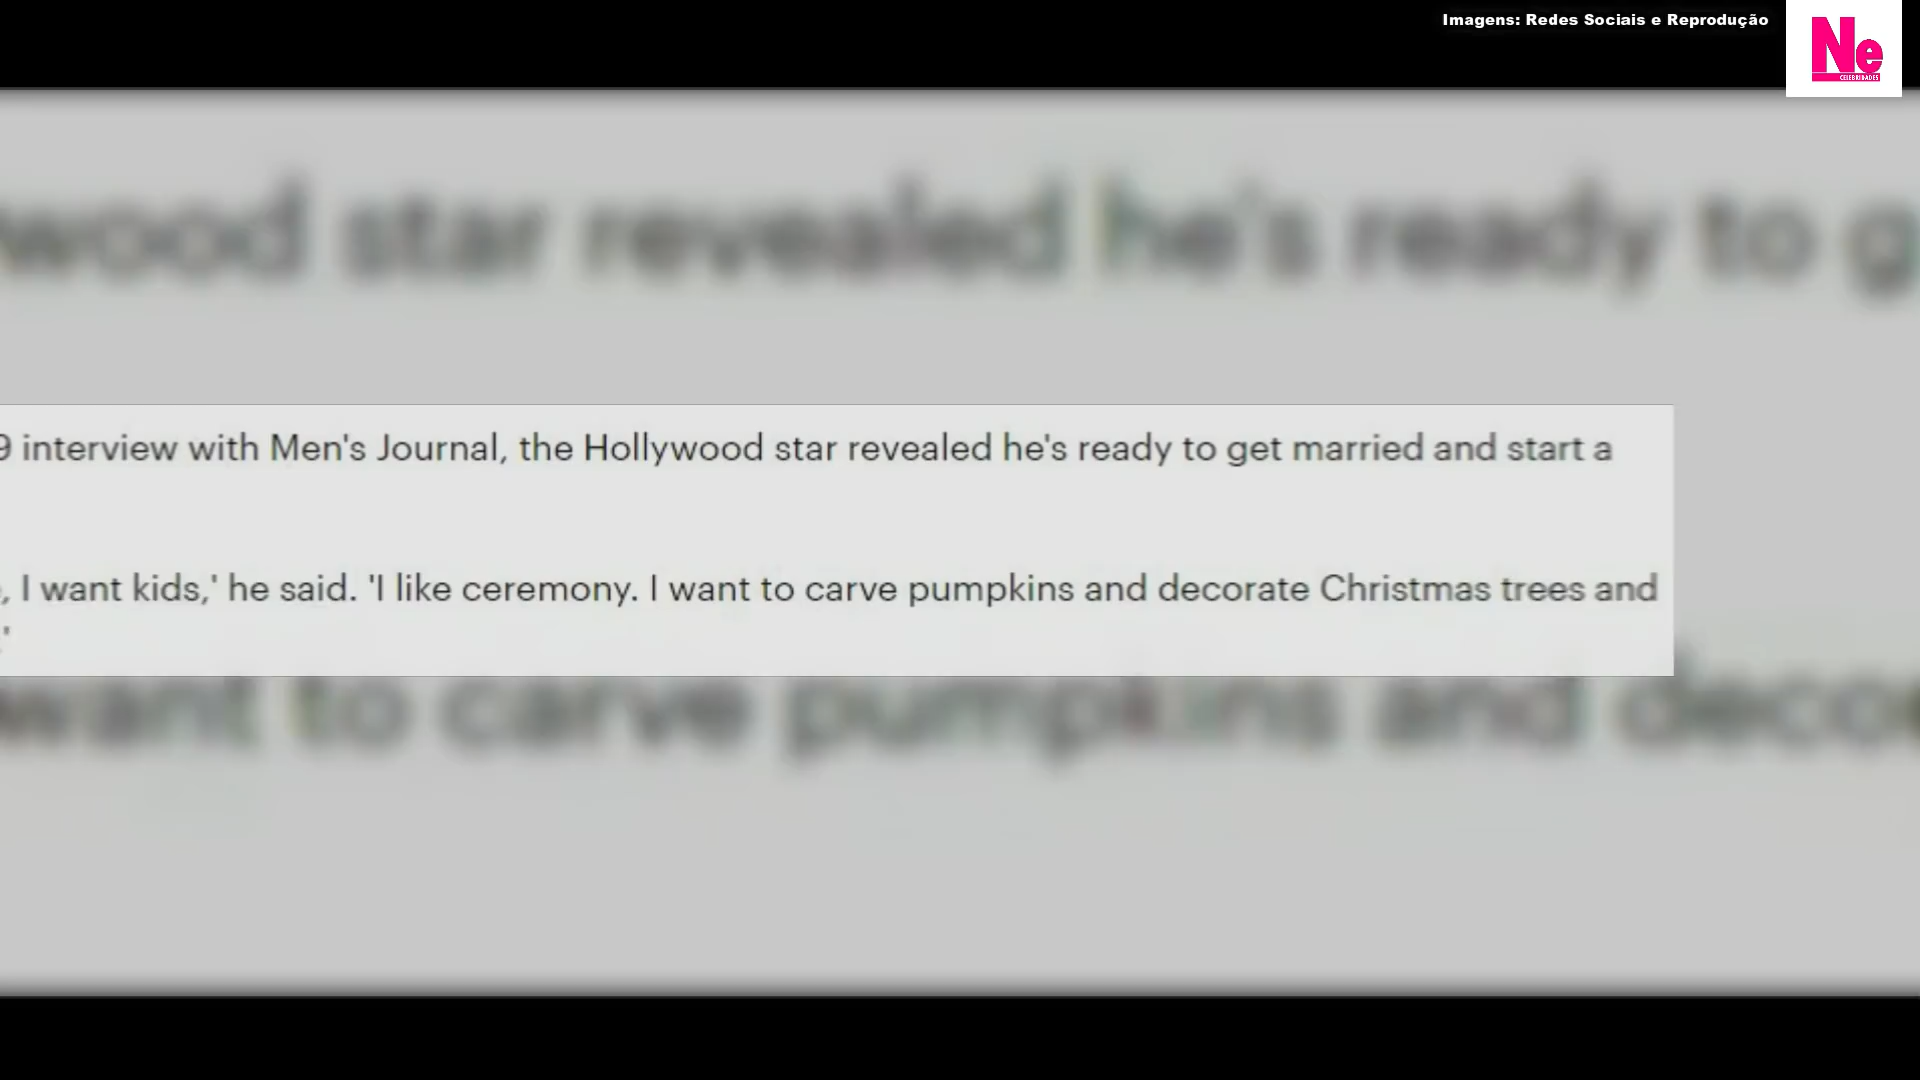 Imagens: Redes Sociais e Reprodução
Ne
CELEBRIDADES
wood star revealed he's ready to g
9 interview with Men's Journal, the Hollywood star revealed he's ready to get married and start a
, I want kids,' he said. 'I like ceremony. I want to carve pumpkins and decorate Christmas trees and
'
want to carve pumpkins and deco